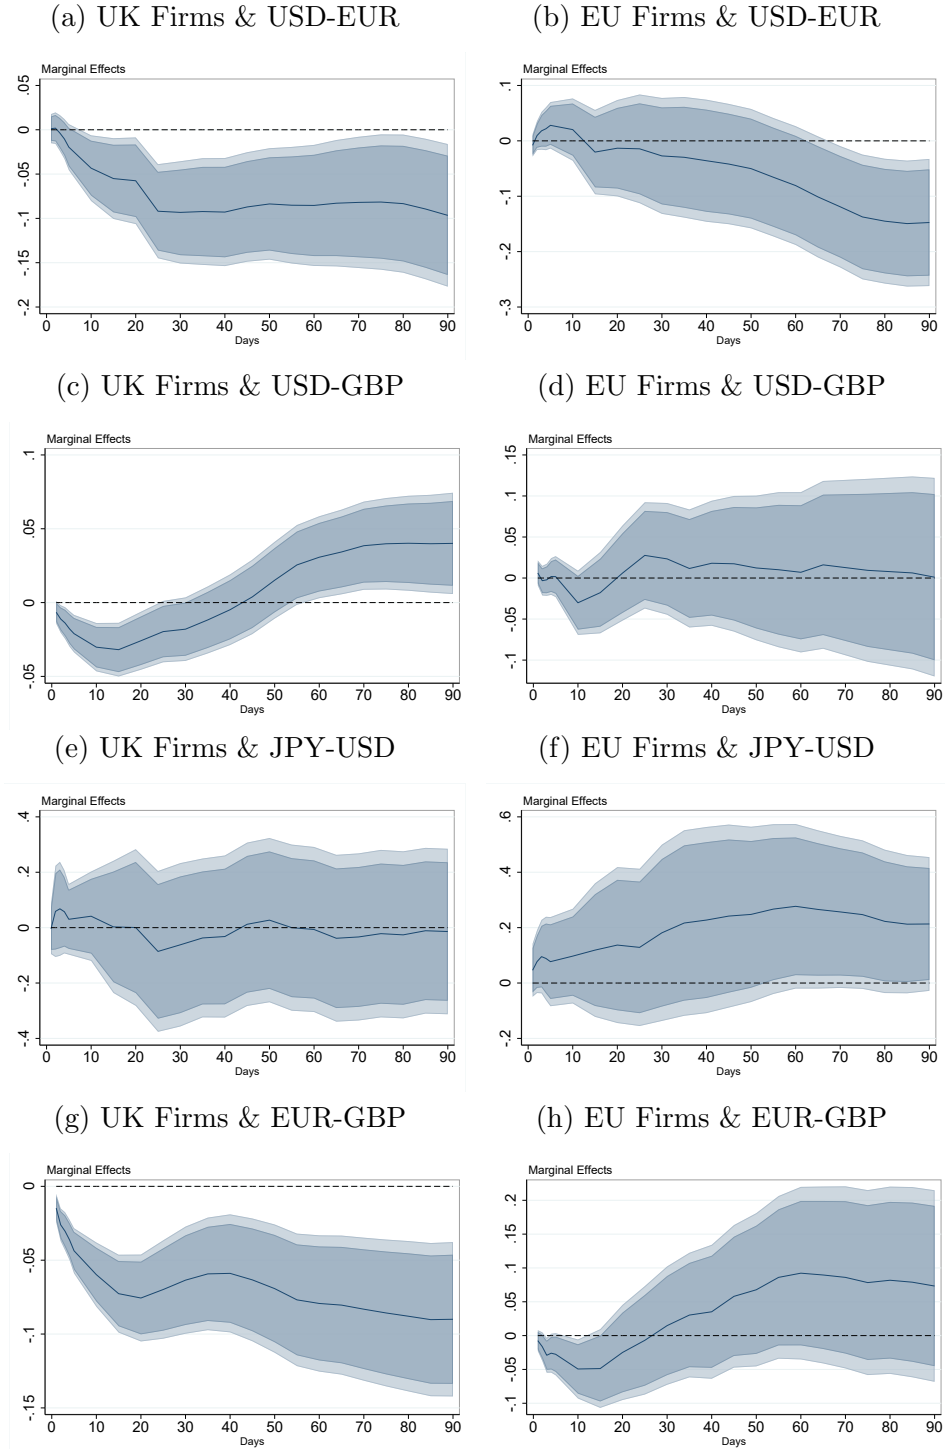 (a) UK Firms & USD-EUR
(b) EU Firms & USD-EUR
Marginal Effects
.05
0
-.05
-.1
-.15
-.2
0 10 20 30 40 50 60 70 80 90
Days
Marginal Effects
.1
0
-.1
-.2
-.3
0 10 20 30 40 50 60 70 80 90
Days
(c) UK Firms & USD-GBP
(d) EU Firms & USD-GBP
Marginal Effects
.1
.05
0
-.05
0 10 20 30 40 50 60 70 80 90
Days
Marginal Effects
.15
.1
.05
0
-.05
-.1
0 10 20 30 40 50 60 70 80 90
Days
(e) UK Firms & JPY-USD
(f) EU Firms & JPY-USD
Marginal Effects
.4
.2
0
-.2
-.4
0 10 20 30 40 50 60 70 80 90
Days
Marginal Effects
.6
.4
.2
0
-.2
0 10 20 30 40 50 60 70 80 90
Days
(g) UK Firms & EUR-GBP
(h) EU Firms & EUR-GBP
Marginal Effects
0
-.05
-.1
-.15
0 10 20 30 40 50 60 70 80 90
Days
Marginal Effects
.2
.15
.1
.05
0
-.05
-.1
0 10 20 30 40 50 60 70 80 90
Days